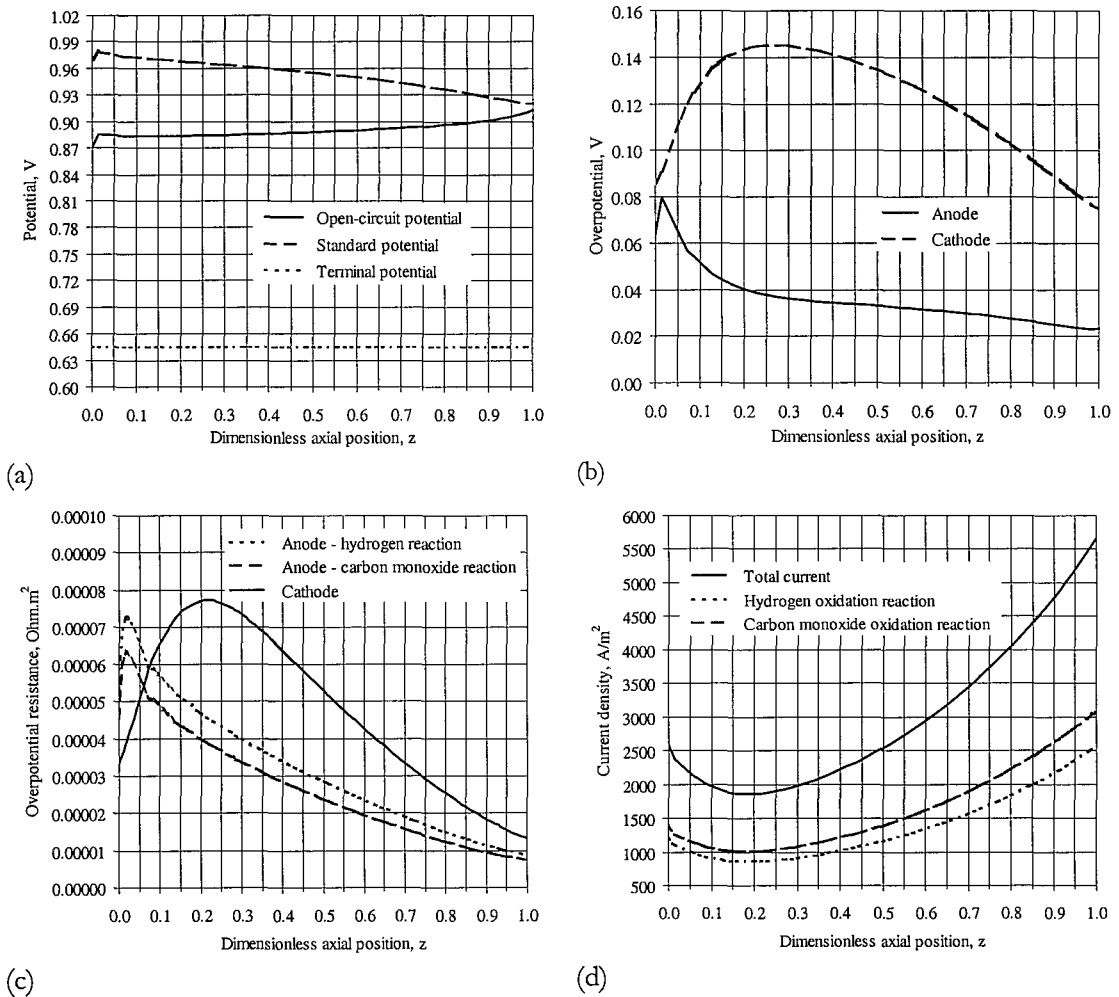 1.02
0.99
0.96
0.93
0.90
0.87
0.84
0.81
0.78
0.75
0.72
0.69
0.66
0.63
0.60
Potential, V
Open-circuit potential
Standard potential
Terminal potential
0.0 0.1 0.2 0.3 0.4 0.5 0.6 0.7 0.8 0.9 1.0
Dimensionless axial position, z
(a)
0.16
0.14
0.12
0.10
0.08
0.06
0.04
0.02
0.00
Overpotential, V
Anode
Cathode
0.0 0.1 0.2 0.3 0.4 0.5 0.6 0.7 0.8 0.9 1.0
Dimensionless axial position, z
(b)
0.00010
0.00009
0.00008
0.00007
0.00006
0.00005
0.00004
0.00003
0.00002
0.00001
0.00000
Overpotential resistance, Ohm.m²
Anode - hydrogen reaction
Anode - carbon monoxide reaction
Cathode
0.0 0.1 0.2 0.3 0.4 0.5 0.6 0.7 0.8 0.9 1.0
Dimensionless axial position, z
(c)
6000
5500
5000
4500
4000
3500
3000
2500
2000
1500
1000
500
Current density, A/m²
Total current
Hydrogen oxidation reaction
Carbon monoxide oxidation reaction
0.0 0.1 0.2 0.3 0.4 0.5 0.6 0.7 0.8 0.9 1.0
Dimensionless axial position, z
(d)